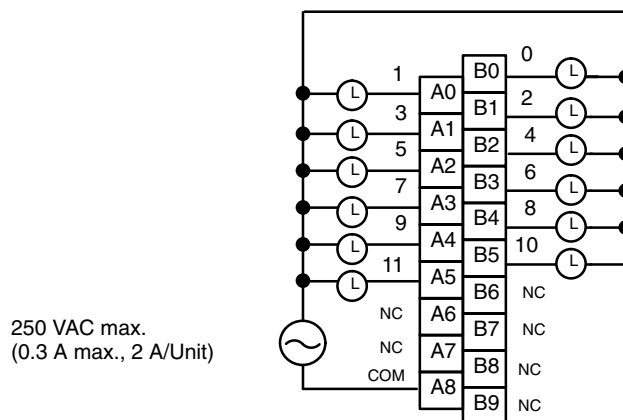 0
B0
L
1
L
A0
2
B1
L
3
L
A1
4
B2
L
5
L
A2
6
B3
L
7
L
A3
8
B4
L
9
L
A4
10
B5
L
11
L
A5
B6
NC
NC
A6
B7
NC
250 VAC max.
(0.3 A max., 2 A/Unit)
NC
A7
B8
NC
COM
A8
B9
NC